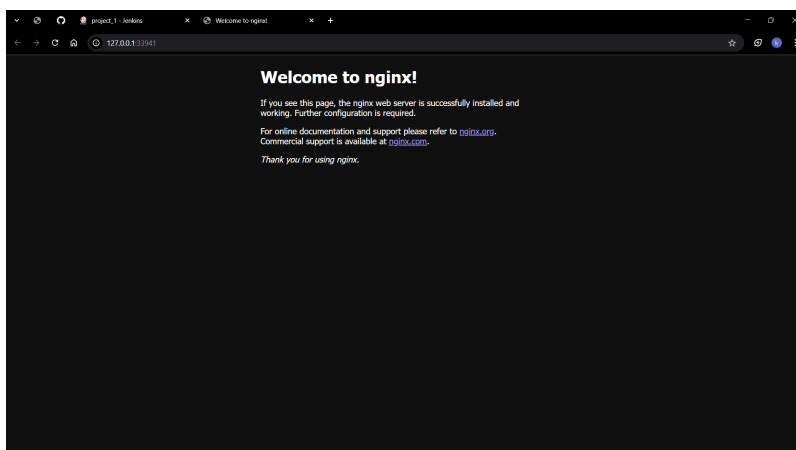 project_1 - Jenkins
Welcome to nginx!
127.0.0.1:33941
k
Welcome to nginx!
If you see this page, the nginx web server is successfully installed and
working. Further configuration is required.
For online documentation and support please refer to nginx.org.
Commercial support is available at nginx.com.
Thank you for using nginx.